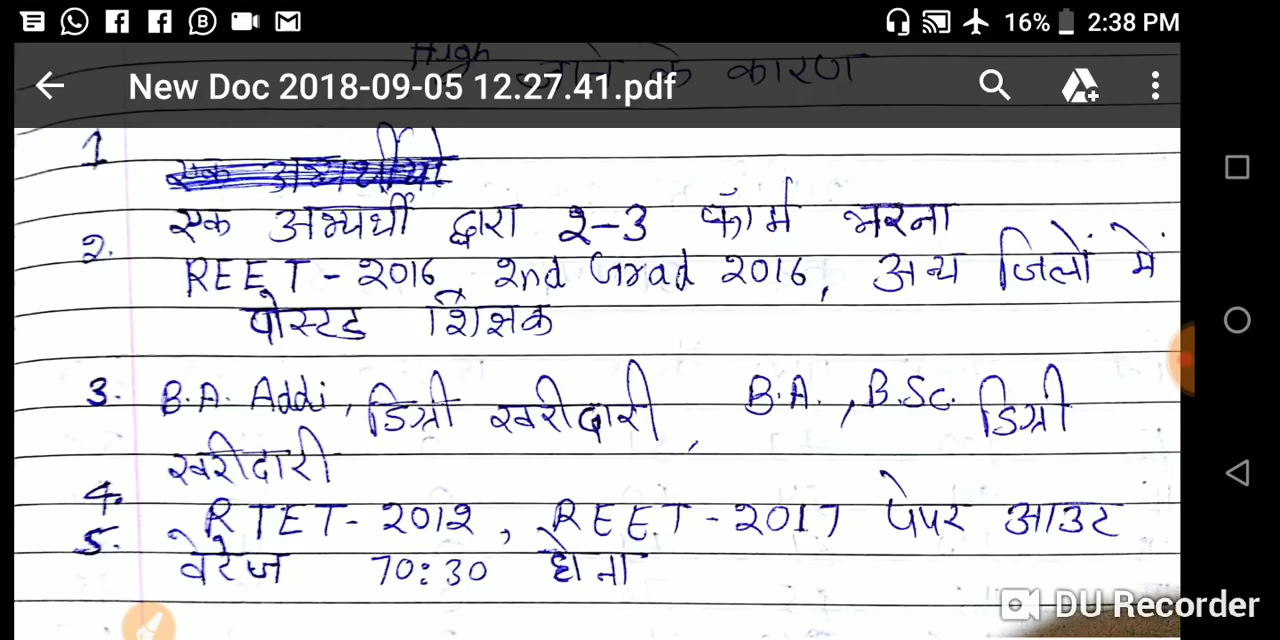 16% 2:38 PM
High जाने के कारण
New Doc 2018-09-05 12.27.41.pdf
1
एक अभ्यर्थी द्वारा 2-3 फॉर्म भरना
2.
REET-2016, 2nd Grad 2016, अन्य जिलों में
पोस्टेड शिक्षक
3. B.A. Addi, डिग्री खरीदारी, B.A., B.Sc. डिग्री
खरीदारी
4. RTET-2012, REET-2017 पेपर आउट
5. वेरेज 70:30 होना
DU Recorder